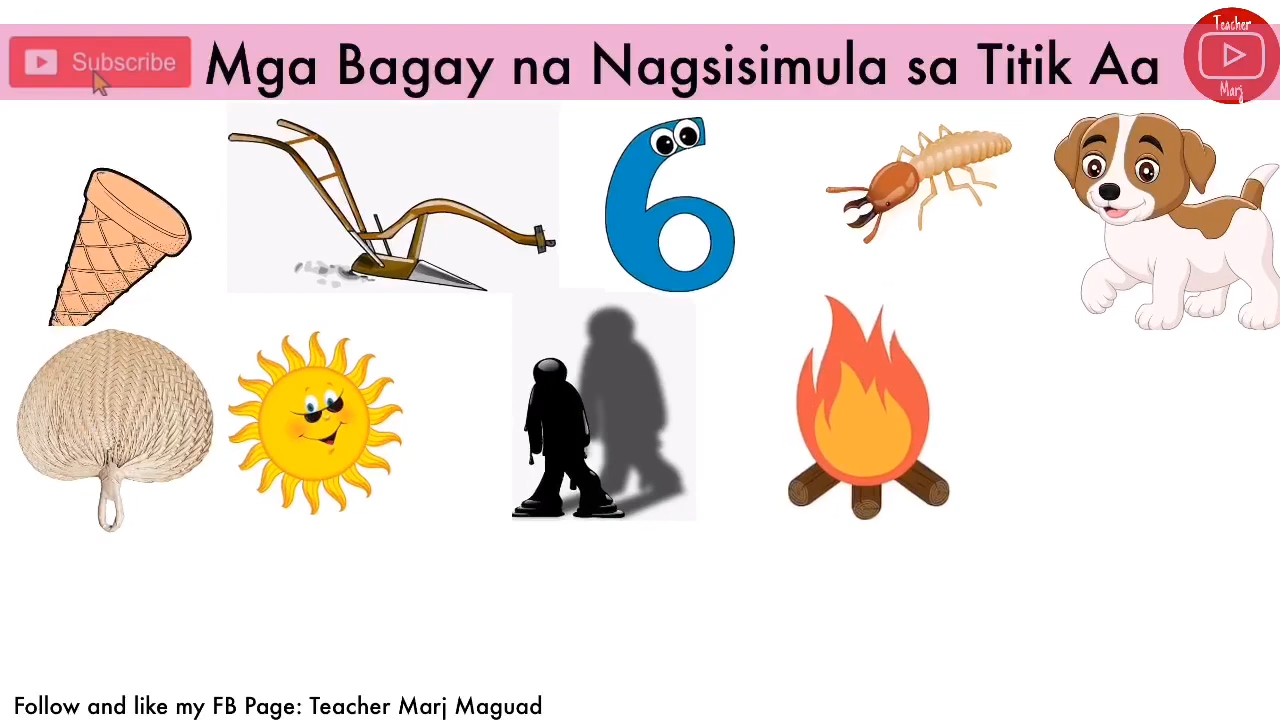 Subscribe
Mga Bagay na Nagsisimula sa Titik Aa
Teacher
Marj
6
Follow and like my FB Page: Teacher Marj Maguad